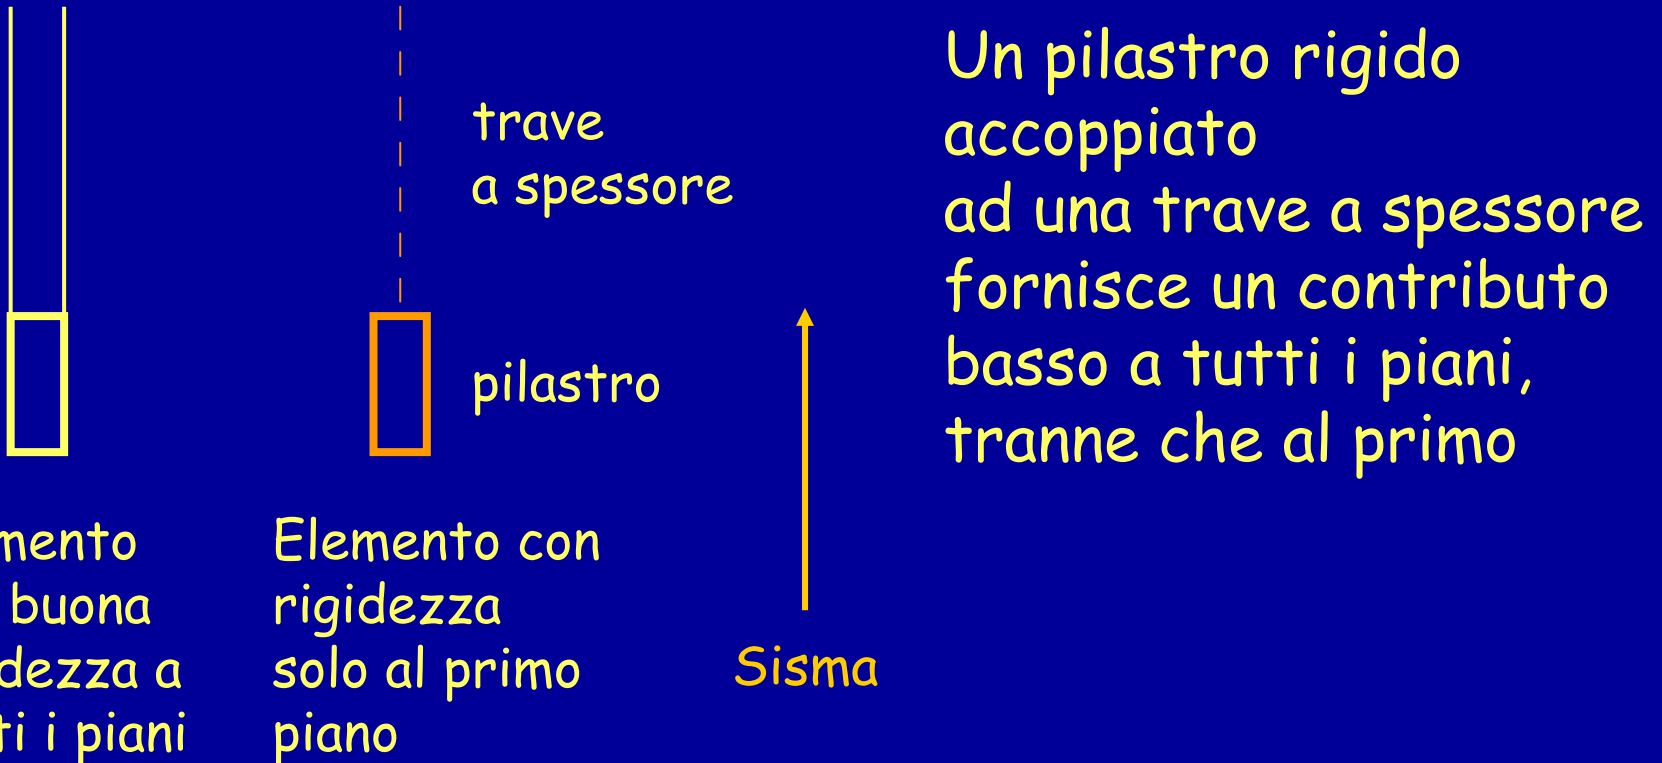 trave
a spessore
pilastro
Un pilastro rigido
accoppiato
ad una trave a spessore
fornisce un contributo
basso a tutti i piani,
tranne che al primo
mento
buona
dezza a
ti i piani
Elemento con
rigidezza
solo al primo
piano
Sisma